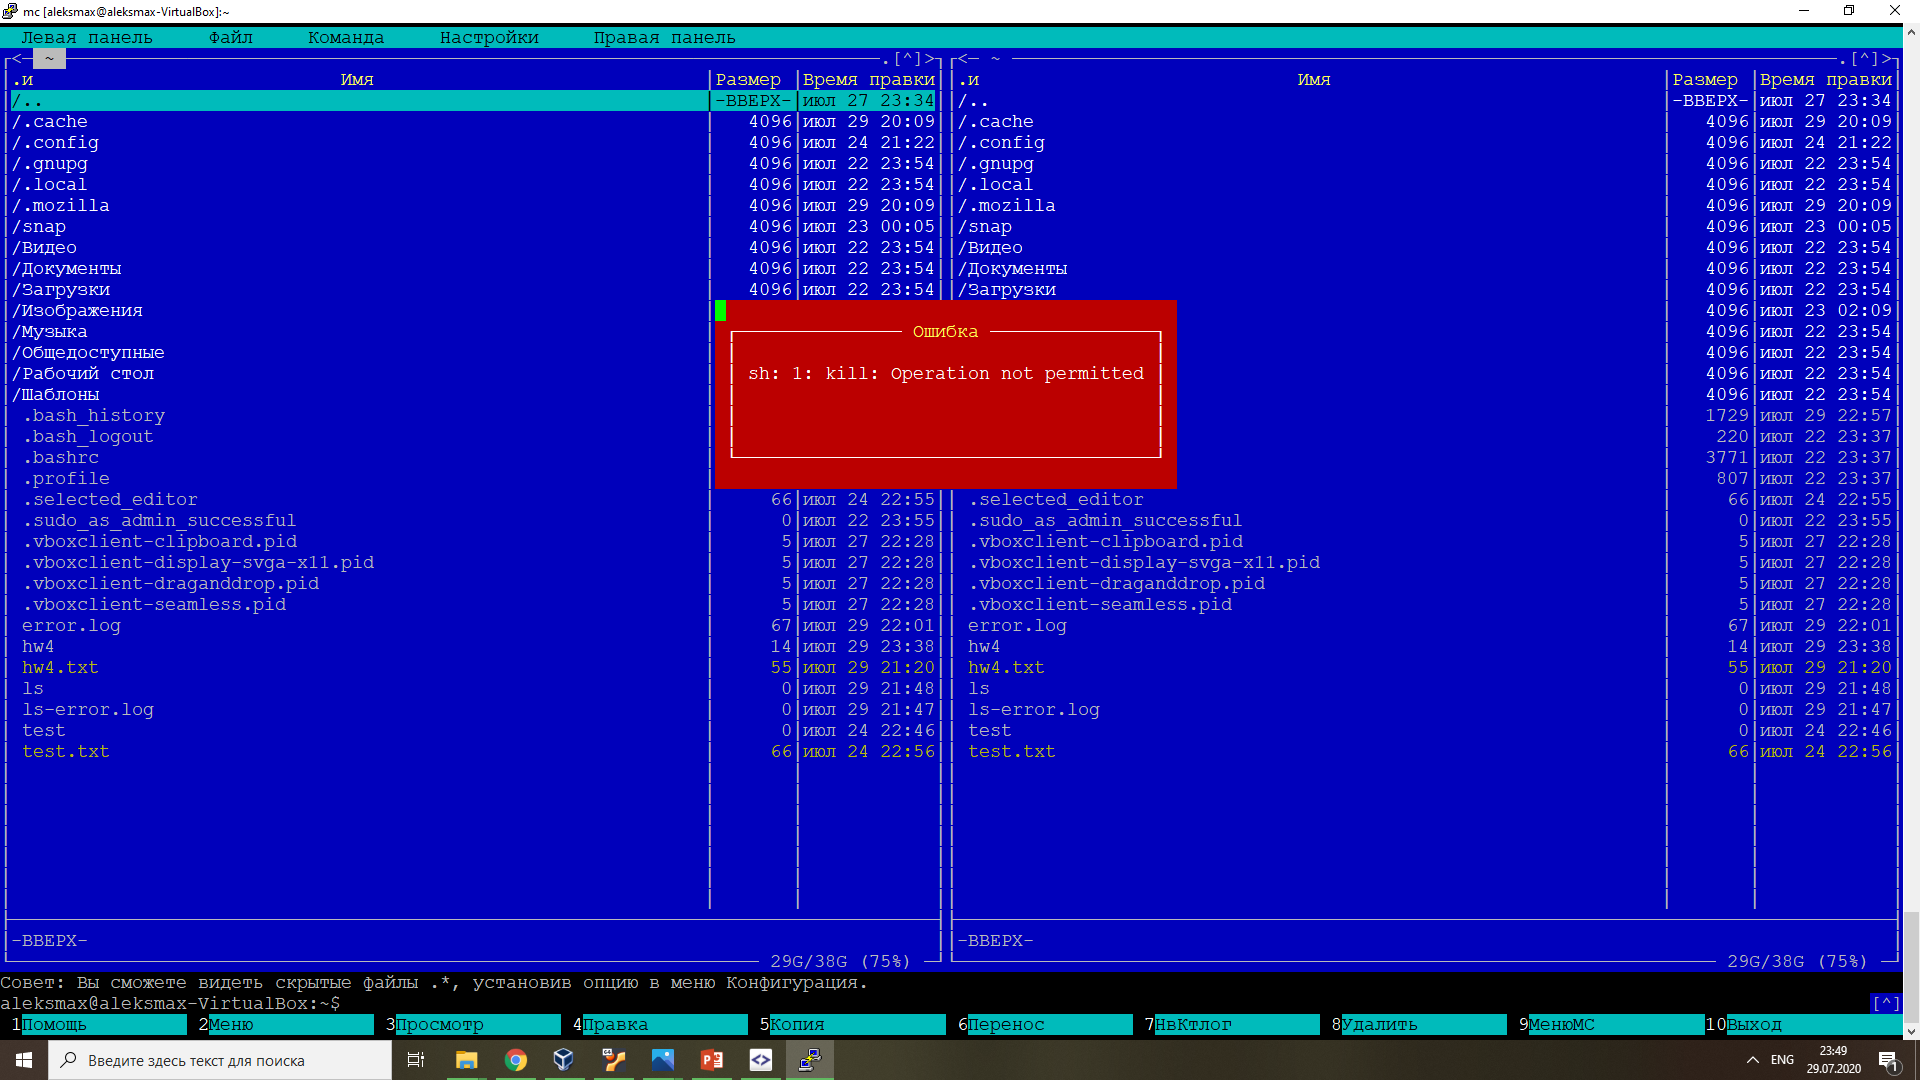 mc [aleksmax@aleksmax-VirtualBox]:~
Левая панель Файл Команда Настройки Правая панель
<─ ~ .[^]> <─ ~ .[^]>
.и Имя Размер Время правки .и Имя Размер Время правки
/.. -ВВЕРХ- июл 27 23:34 /.. -ВВЕРХ- июл 27 23:34
/.cache 4096 июл 29 20:09 /.cache 4096 июл 29 20:09
/.config 4096 июл 24 21:22 /.config 4096 июл 24 21:22
/.gnupg 4096 июл 22 23:54 /.gnupg 4096 июл 22 23:54
/.local 4096 июл 22 23:54 /.local 4096 июл 22 23:54
/.mozilla 4096 июл 29 20:09 /.mozilla 4096 июл 29 20:09
/snap 4096 июл 23 00:05 /snap 4096 июл 23 00:05
/Видео 4096 июл 22 23:54 /Видео 4096 июл 22 23:54
/Документы 4096 июл 22 23:54 /Документы 4096 июл 22 23:54
/Загрузки 4096 июл 22 23:54 /Загрузки 4096 июл 22 23:54
/Изображения 4096 июл 23 02:09
/Музыка Ошибка 4096 июл 22 23:54
/Общедоступные 4096 июл 22 23:54
/Рабочий стол sh: 1: kill: Operation not permitted 4096 июл 22 23:54
/Шаблоны 4096 июл 22 23:54
.bash_history 1729 июл 29 22:57
.bash_logout 220 июл 22 23:37
.bashrc 3771 июл 22 23:37
.profile 807 июл 22 23:37
.selected_editor 66 июл 24 22:55 .selected_editor 66 июл 24 22:55
.sudo_as_admin_successful 0 июл 22 23:55 .sudo_as_admin_successful 0 июл 22 23:55
.vboxclient-clipboard.pid 5 июл 27 22:28 .vboxclient-clipboard.pid 5 июл 27 22:28
.vboxclient-display-svga-x11.pid 5 июл 27 22:28 .vboxclient-display-svga-x11.pid 5 июл 27 22:28
.vboxclient-draganddrop.pid 5 июл 27 22:28 .vboxclient-draganddrop.pid 5 июл 27 22:28
.vboxclient-seamless.pid 5 июл 27 22:28 .vboxclient-seamless.pid 5 июл 27 22:28
error.log 67 июл 29 22:01 error.log 67 июл 29 22:01
hw4 14 июл 29 23:38 hw4 14 июл 29 23:38
hw4.txt 55 июл 29 21:20 hw4.txt 55 июл 29 21:20
ls 0 июл 29 21:48 ls 0 июл 29 21:48
ls-error.log 0 июл 29 21:47 ls-error.log 0 июл 29 21:47
test 0 июл 24 22:46 test 0 июл 24 22:46
test.txt 66 июл 24 22:56 test.txt 66 июл 24 22:56
-ВВЕРХ- -ВВЕРХ-
29G/38G (75%) 29G/38G (75%)
Совет: Вы сможете видеть скрытые файлы .*, установив опцию в меню Конфигурация.
aleksmax@aleksmax-VirtualBox:~$ [^]
1Помощь 2Меню 3Просмотр 4Правка 5Копия 6Перенос 7НвКтлог 8Удалить 9МенюМС 10Выход
Введите здесь текст для поиска ENG 23:49
29.07.2020 1